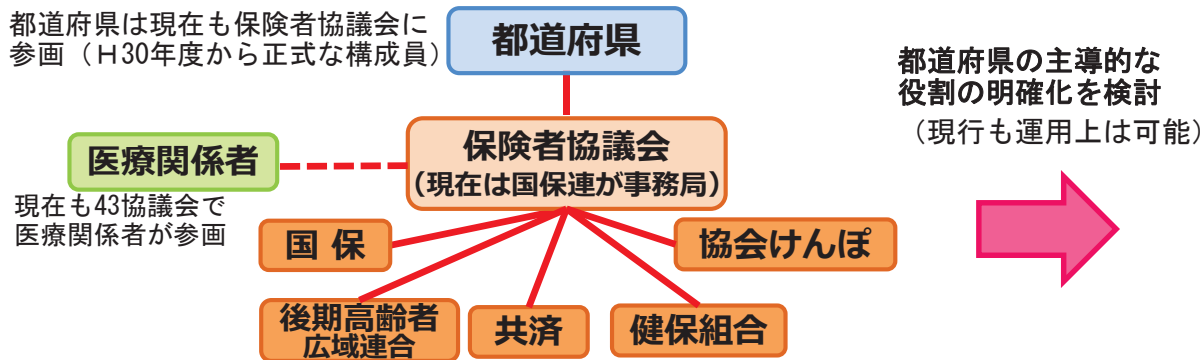 都道府県は現在も保険者協議会に
参画（Ｈ30年度から正式な構成員）
都道府県
都道府県の主導的な
役割の明確化を検討
（現行も運用上は可能）
医療関係者
保険者協議会
（現在は国保連が事務局）
現在も43協議会で
医療関係者が参画
国 保
協会けんぽ
後期高齢者
広域連合
共済
健保組合